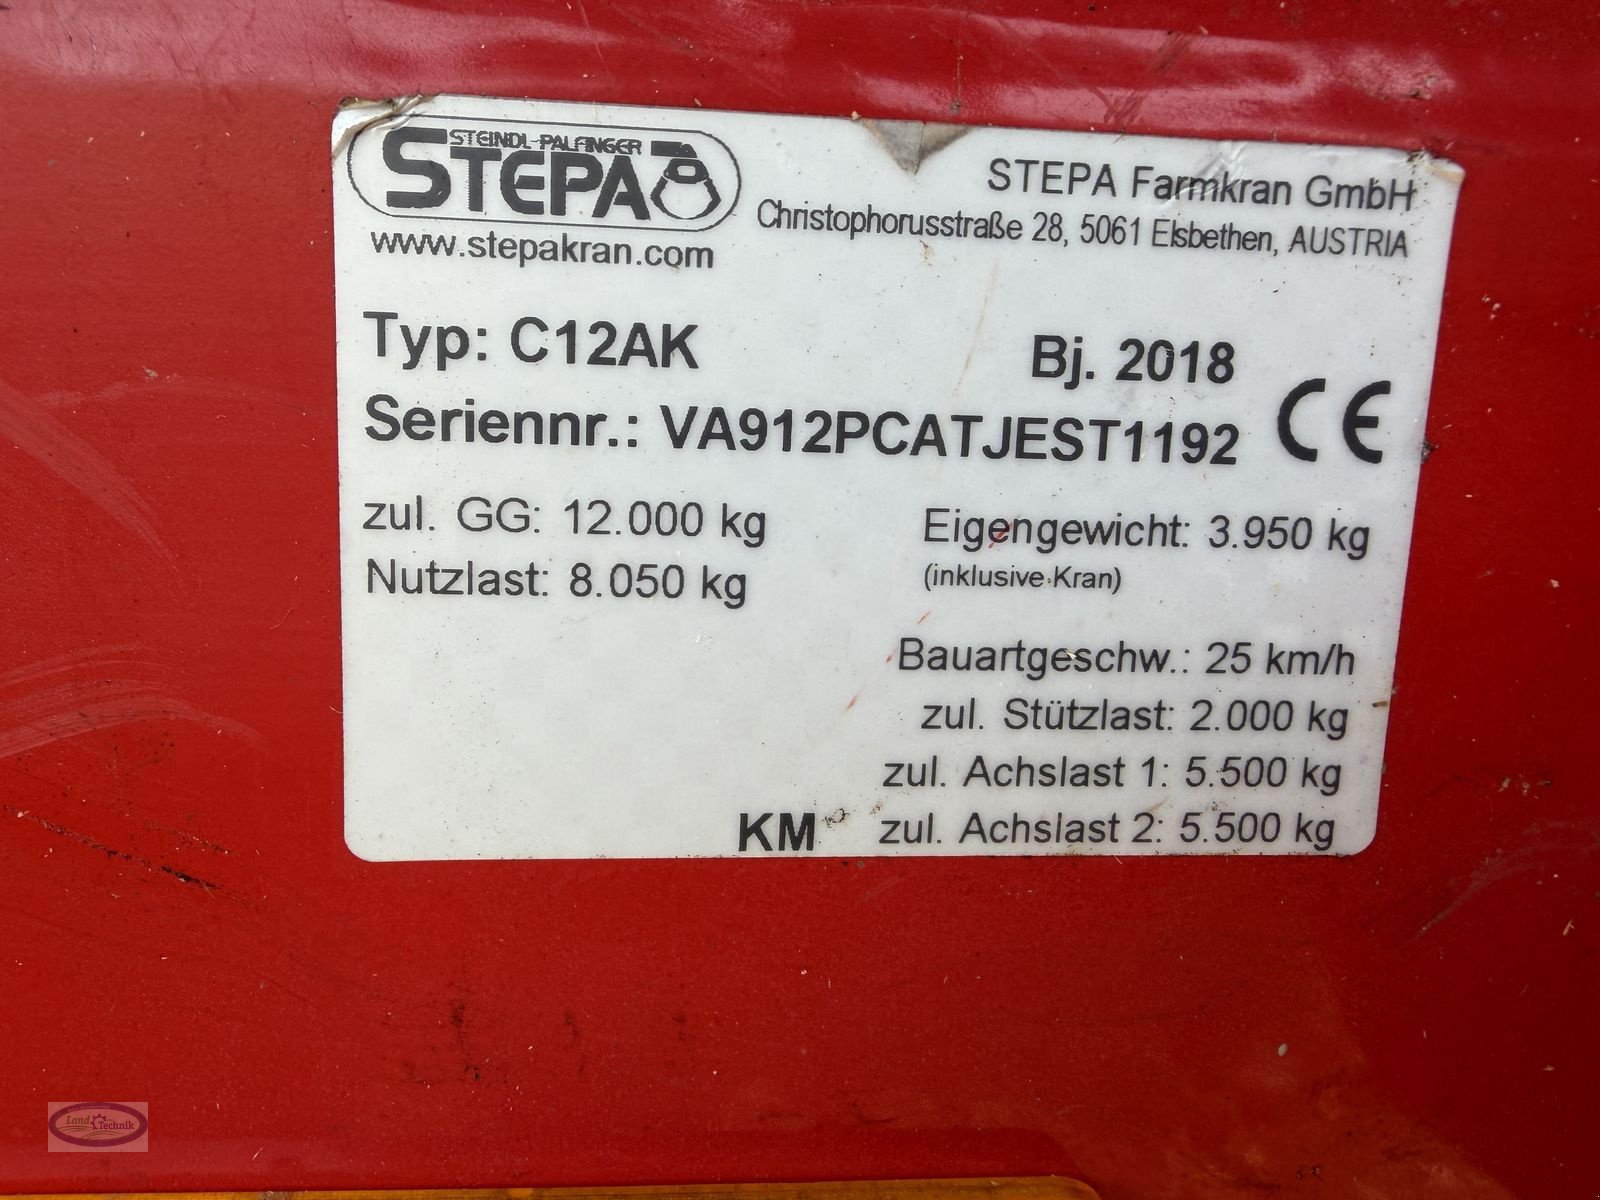 STEINDL-PALFINGER
STEPA
www.stepakran.com
STEPA Farmkran GmbH
Christophorusstraße 28, 5061 Elsbethen, AUSTRIA
Typ: C12AK Bj. 2018
Seriennr.: VA912PCATJEST1192 CE
zul. GG: 12.000 kg Eigengewicht: 3.950 kg
(inklusive Kran)
Nutzlast: 8.050 kg
Bauartgeschw.: 25 km/h
zul. Stützlast: 2.000 kg
zul. Achslast 1: 5.500 kg
KM zul. Achslast 2: 5.500 kg
Land Technik